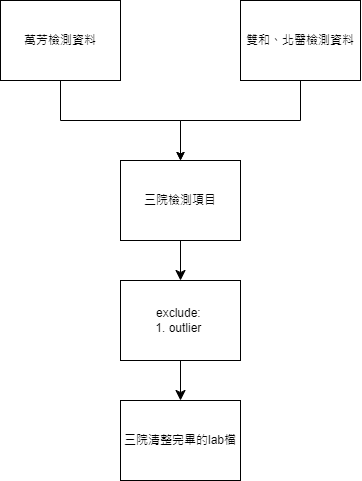 萬芳檢測資料
雙和、北醫檢測資料
三院檢測項目
exclude:
1. outlier
三院清整完畢的lab檔